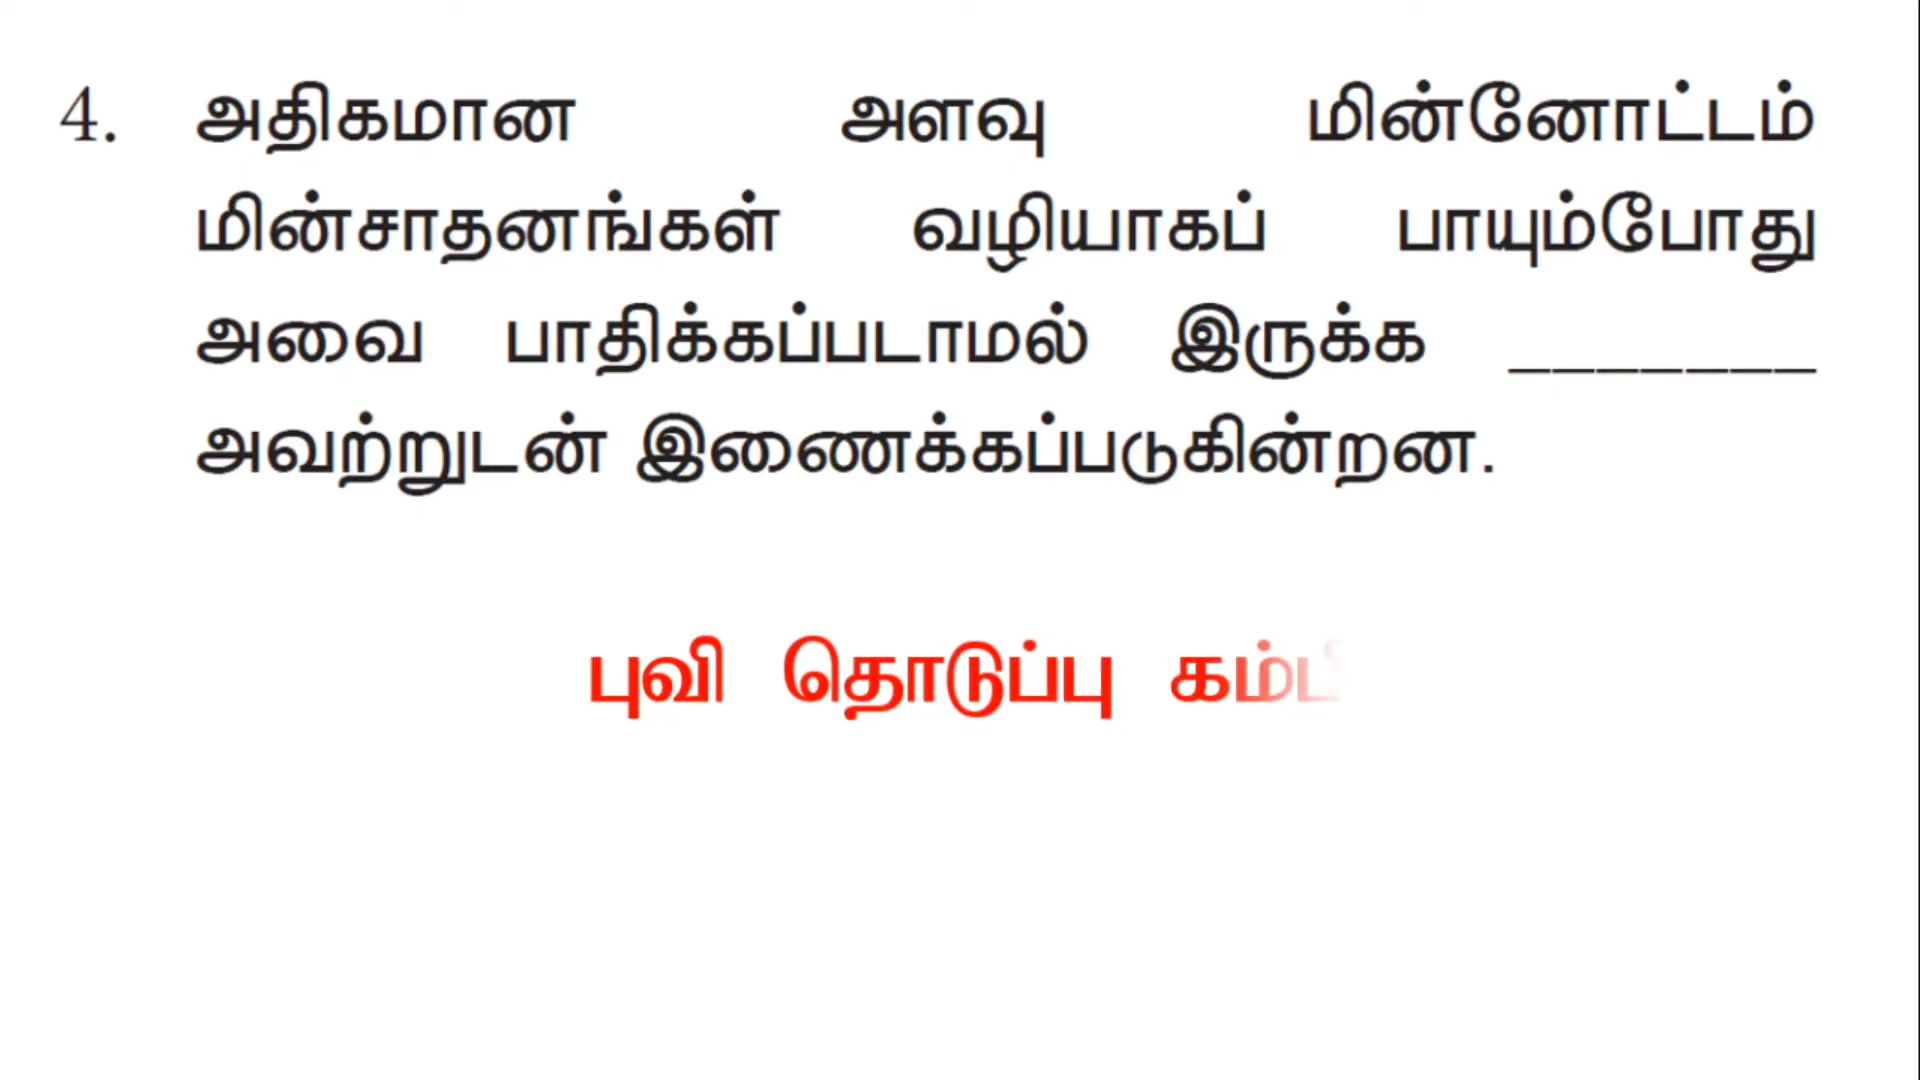 4. அதிகமான அளவு மின்னோட்டம்
மின்சாதனங்கள் வழியாகப் பாயும்போது
அவை பாதிக்கப்படாமல் இருக்க _______
அவற்றுடன் இணைக்கப்படுகின்றன.
புவி தொடுப்பு